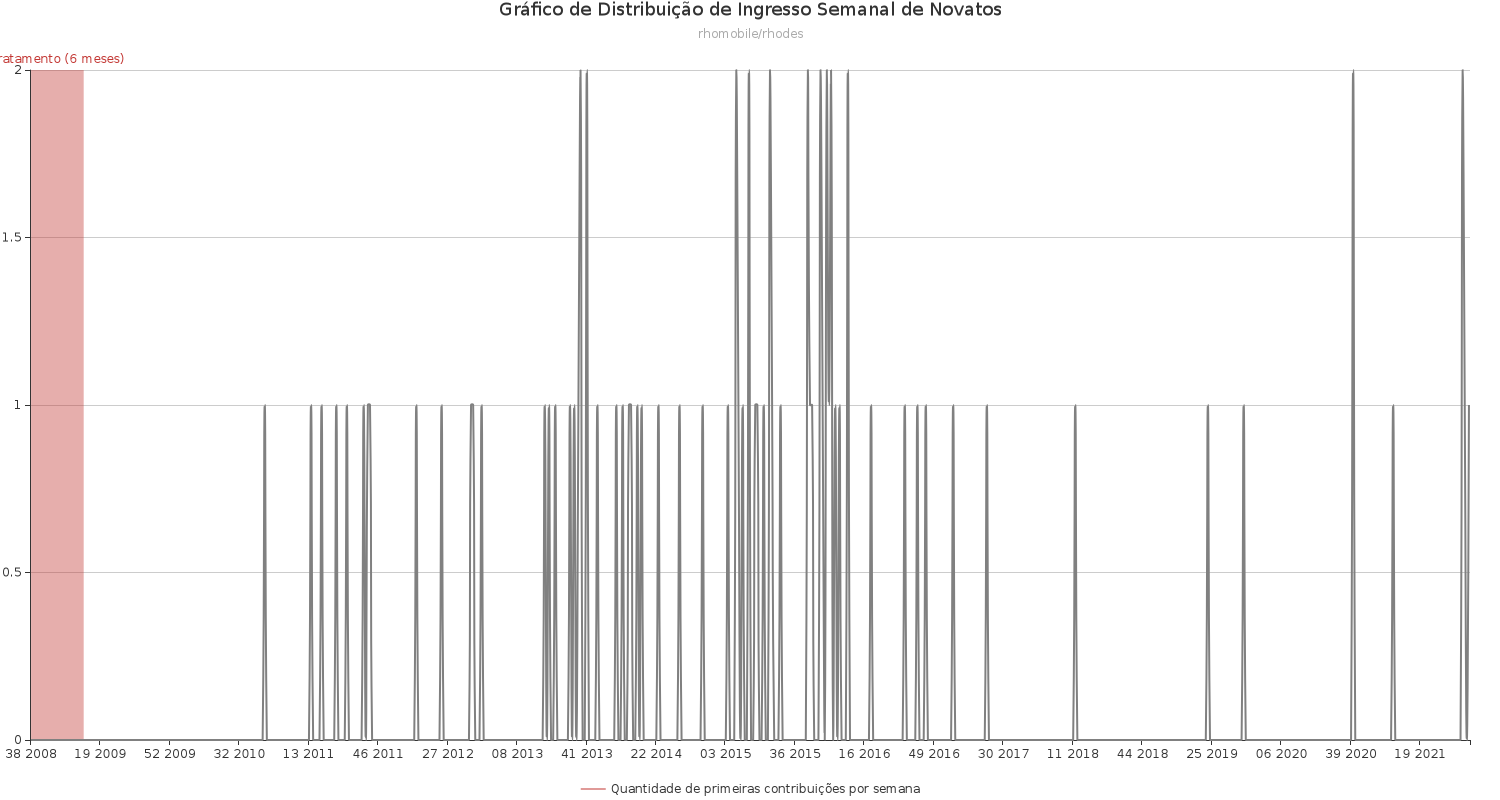 Gráfico de Distribuição de Ingresso Semanal de Novatos
rhomobile/rhodes
ratamento (6 meses)
2
1.5
1
0.5
0
38 2008 19 2009 52 2009 32 2010 13 2011 46 2011 27 2012 08 2013 41 2013 22 2014 03 2015 36 2015 16 2016 49 2016 30 2017 11 2018 44 2018 25 2019 06 2020 39 2020 19 2021
Quantidade de primeiras contribuições por semana